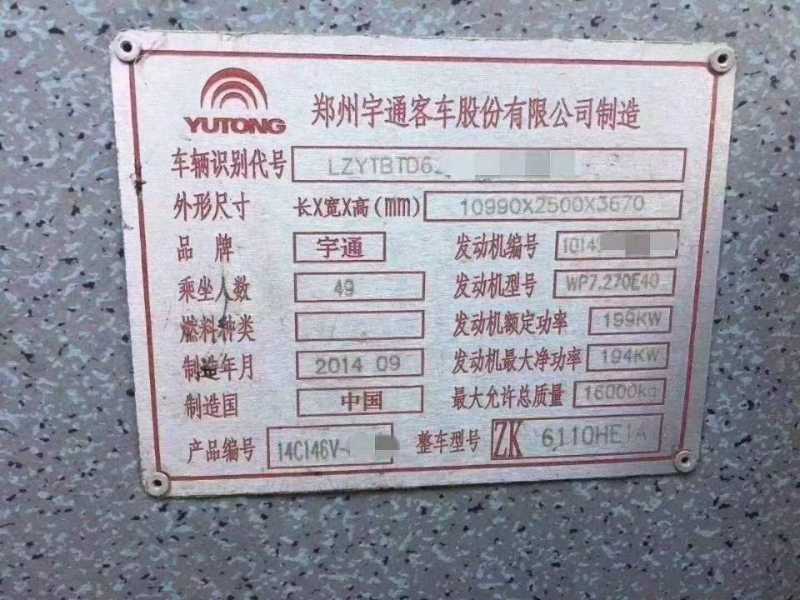 YUTONG
郑州宇通客车股份有限公司制造
车辆识别代号 LZYTBTD6
外形尺寸 长X宽X高(mm) 10990X2500X3670
品牌 宇通 发动机编号 1014
乘坐人数 49 发动机型号 WP7.270E40
燃料种类 发动机额定功率 199KW
制造年月 2014 09 发动机最大净功率 194KW
制造国 中国 最大允许总质量 16000kg
产品编号 14C146V- 整车型号 ZK 6110HE1A